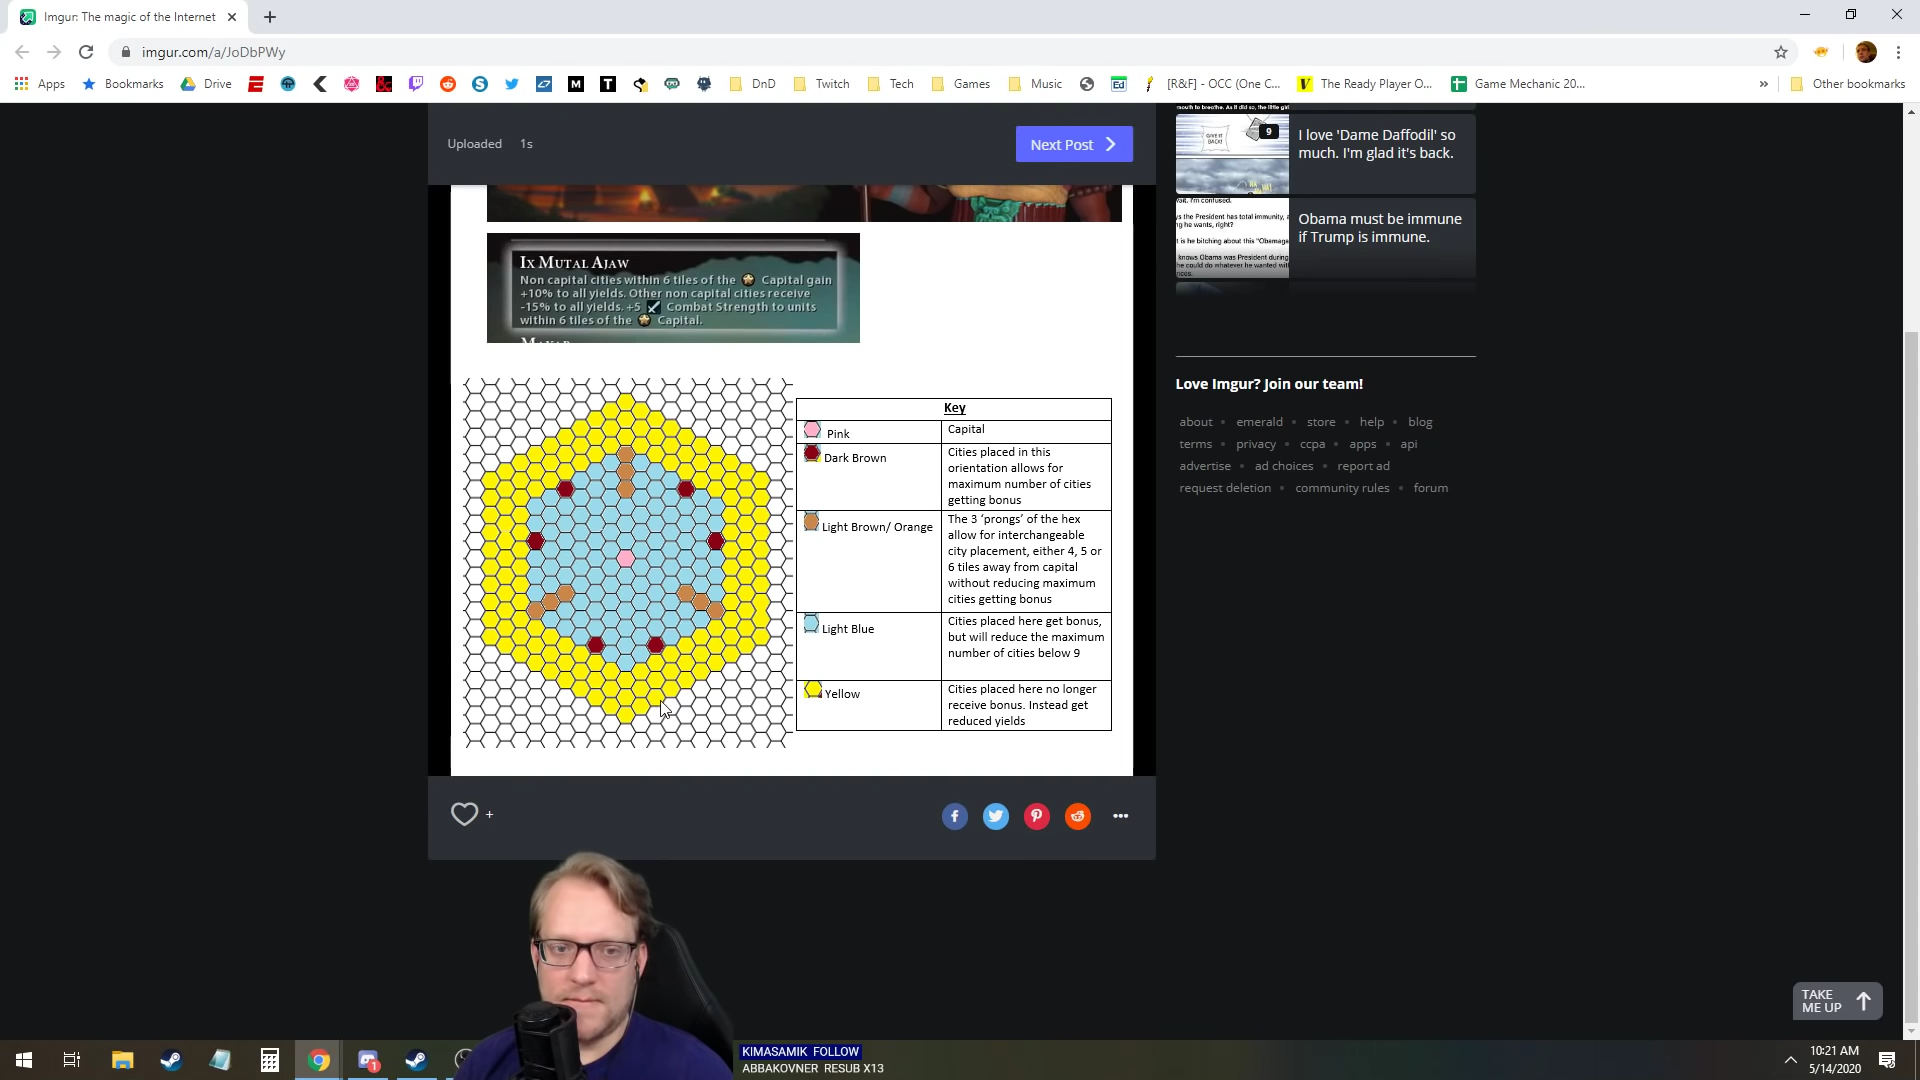 Imgur: The magic of the Internet
imgur.com/a/JoDbPWy
Apps
Bookmarks
Drive
DnD
Twitch
Tech
Games
Music
[R&F] - OCC (One C...
The Ready Player O...
Game Mechanic 20...
»
Other bookmarks
Uploaded 1s
Next Post
GIVE IT
BACK!
9
I love 'Dame Daffodil' so
much. I'm glad it's back.
Obama must be immune
if Trump is immune.
IX MUTAL AJAW
Non capital cities within 6 tiles of the Capital gain
+10% to all yields. Other non capital cities receive
-15% to all yields. +5 Combat Strength to units
within 6 tiles of the Capital.
Key
Pink
Capital
Dark Brown
Cities placed in this
orientation allows for
maximum number of cities
getting bonus
Light Brown/ Orange
The 3 ‘prongs’ of the hex
allow for interchangeable
city placement, either 4, 5 or
6 tiles away from capital
without reducing maximum
cities getting bonus
Light Blue
Cities placed here get bonus,
but will reduce the maximum
number of cities below 9
Yellow
Cities placed here no longer
receive bonus. Instead get
reduced yields
Love Imgur? Join our team!
about • emerald • store • help • blog
terms • privacy • ccpa • apps • api
advertise • ad choices • report ad
request deletion • community rules • forum
+
TAKE
ME UP
KIMASAMIK FOLLOW
ABBAKOVNER RESUB X13
10:21 AM
5/14/2020